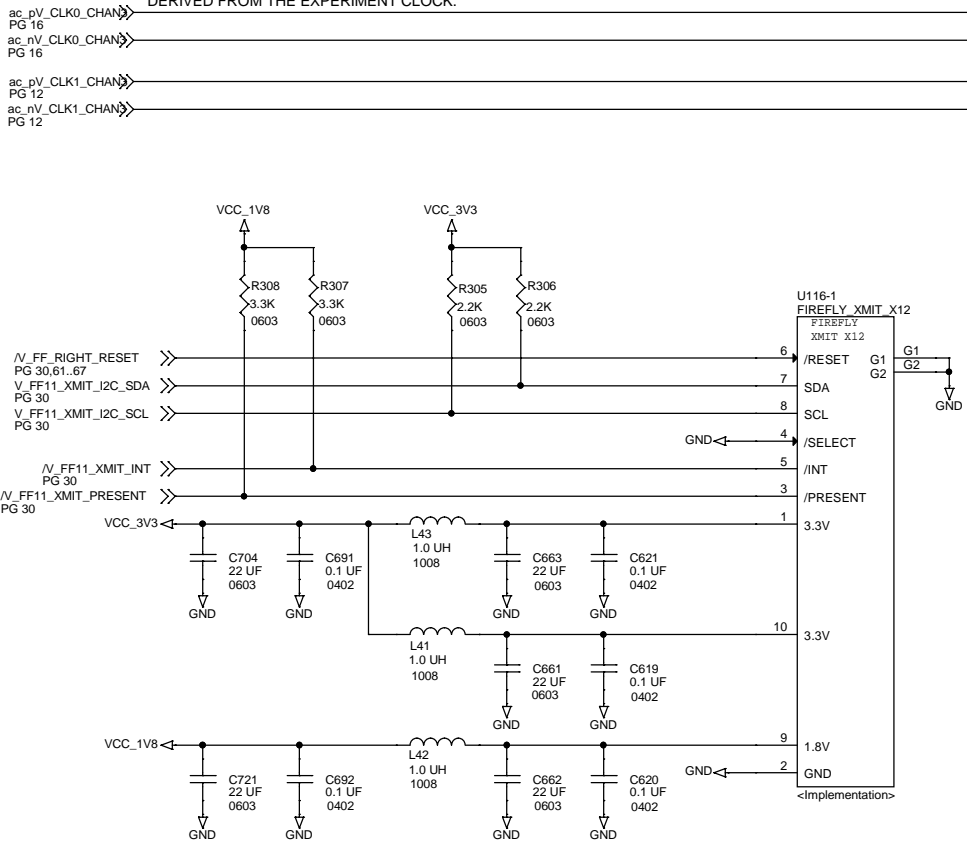 DERIVED FROM THE EXPERIMENT CLOCK.
ac_pV_CLK0_CHAN3
PG 16
ac_nV_CLK0_CHAN3
PG 16
ac_pV_CLK1_CHAN3
PG 12
ac_nV_CLK1_CHAN3
PG 12
VCC_1V8
VCC_3V3
R308
3.3K
0603
R307
3.3K
0603
R305
2.2K
0603
R306
2.2K
0603
U116-1
FIREFLY_XMIT_X12
FIREFLY
XMIT X12
/V_FF_RIGHT_RESET
PG 30,61..67
6
/RESET
G1
G1
G2
G2
GND
V_FF11_XMIT_I2C_SDA
PG 30
7
SDA
V_FF11_XMIT_I2C_SCL
PG 30
8
SCL
GND
4
/SELECT
/V_FF11_XMIT_INT
PG 30
5
/INT
/V_FF11_XMIT_PRESENT
PG 30
3
/PRESENT
VCC_3V3
1
3.3V
L43
1.0 UH
1008
C704
22 UF
0603
GND
C691
0.1 UF
0402
GND
C663
22 UF
0603
GND
C621
0.1 UF
0402
GND
10
3.3V
L41
1.0 UH
1008
C661
22 UF
0603
GND
C619
0.1 UF
0402
GND
VCC_1V8
9
1.8V
L42
1.0 UH
1008
GND
2
GND
C721
22 UF
0603
GND
C692
0.1 UF
0402
GND
C662
22 UF
0603
GND
C620
0.1 UF
0402
GND
<Implementation>